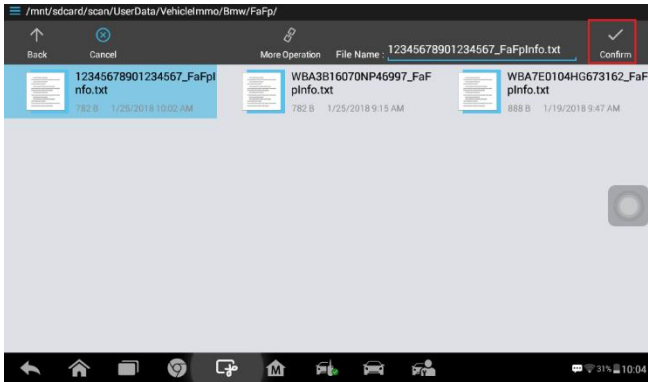 /mnt/sdcard/scan/UserData/VehicleImmo/Bmw/FaFp/
Back
Cancel
More Operation
File Name : 12345678901234567_FaFpInfo.txt
Confirm
12345678901234567_FaFpI
nfo.txt
782 B 1/25/2018 10:02 AM
WBA3B16070NP46997_FaF
pInfo.txt
782 B 1/25/2018 9:15 AM
WBA7E0104HG673162_FaF
pInfo.txt
888 B 1/19/2018 9:47 AM
M
31% 10:04